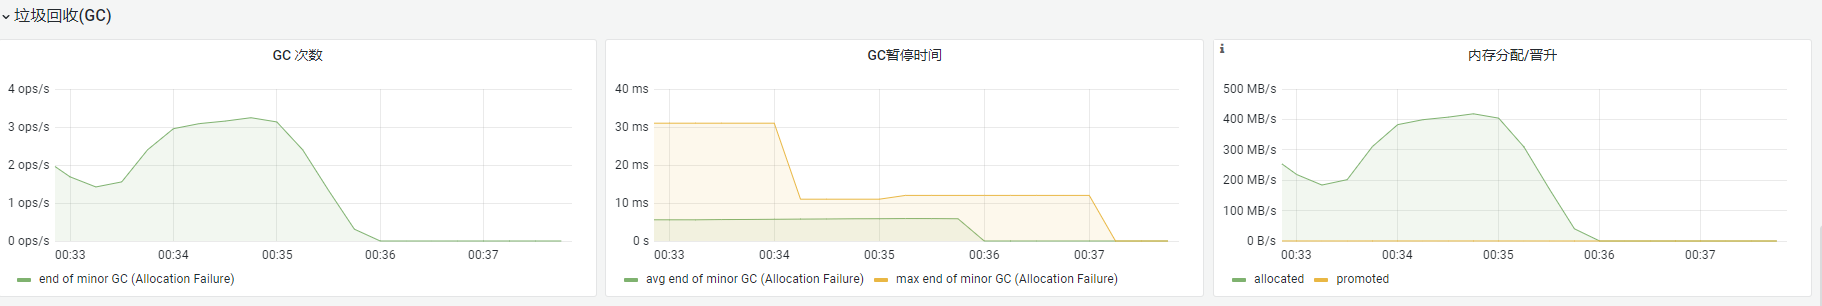 垃圾回收(GC)
GC 次数
4 ops/s
3 ops/s
2 ops/s
1 ops/s
0 ops/s
00:33 00:34 00:35 00:36 00:37
end of minor GC (Allocation Failure)
GC暂停时间
40 ms
30 ms
20 ms
10 ms
0 s
00:33 00:34 00:35 00:36 00:37
avg end of minor GC (Allocation Failure) max end of minor GC (Allocation Failure)
i
内存分配/晋升
500 MB/s
400 MB/s
300 MB/s
200 MB/s
100 MB/s
0 B/s
00:33 00:34 00:35 00:36 00:37
allocated promoted